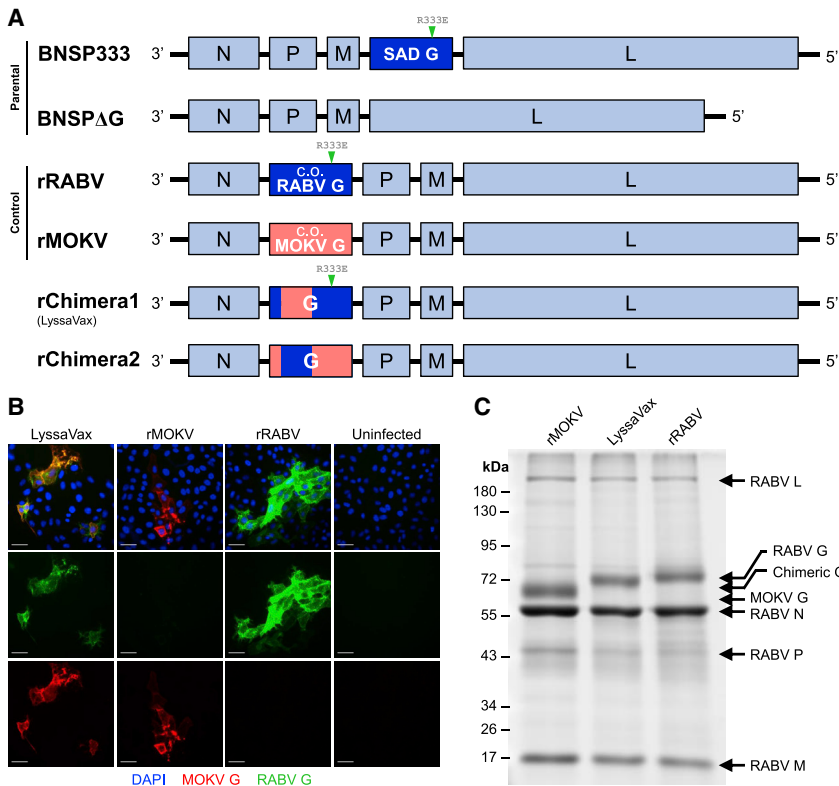 A
Parental
BNSP333 3’ N P M SAD G L 5’
R333E
BNSPΔG 3’ N P M L 5’
Control
R333E
rRABV 3’ N c.o. RABV G P M L 5’
rMOKV 3’ N c.o. MOKV G P M L 5’
R333E
rChimera1 3’ N G P M L 5’
(LyssaVax)
rChimera2 3’ N G P M L 5’
B
LyssaVax rMOKV rRABV Uninfected
DAPI MOKV G RABV G
C
rMOKV LyssaVax rRABV
kDa
180
130
95
72
55
43
34
26
17
RABV L
RABV G
Chimeric G
MOKV G
RABV N
RABV P
RABV M